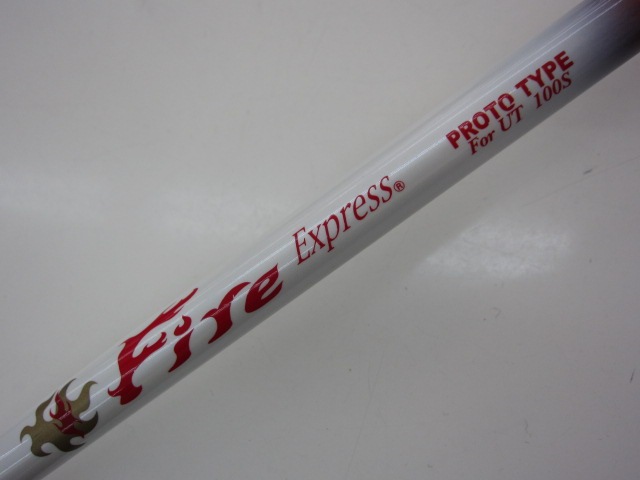 Fire Express®
PROTO TYPE
For UT 100S